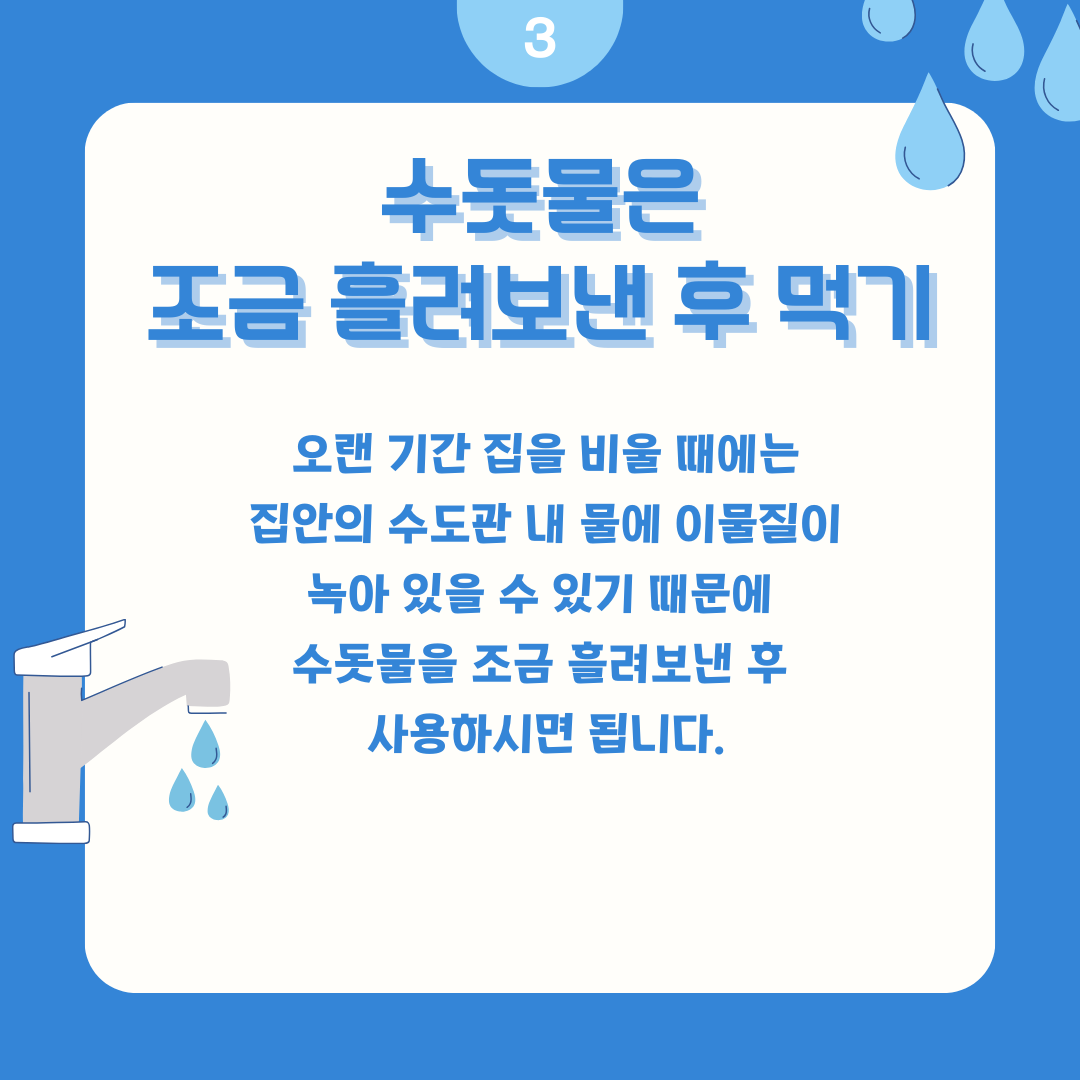 3
수돗물은
조금 흘려보낸 후 먹기
오랜 기간 집을 비울 때에는
집안의 수도관 내 물에 이물질이
녹아 있을 수 있기 때문에
수돗물을 조금 흘려보낸 후
사용하시면 됩니다.